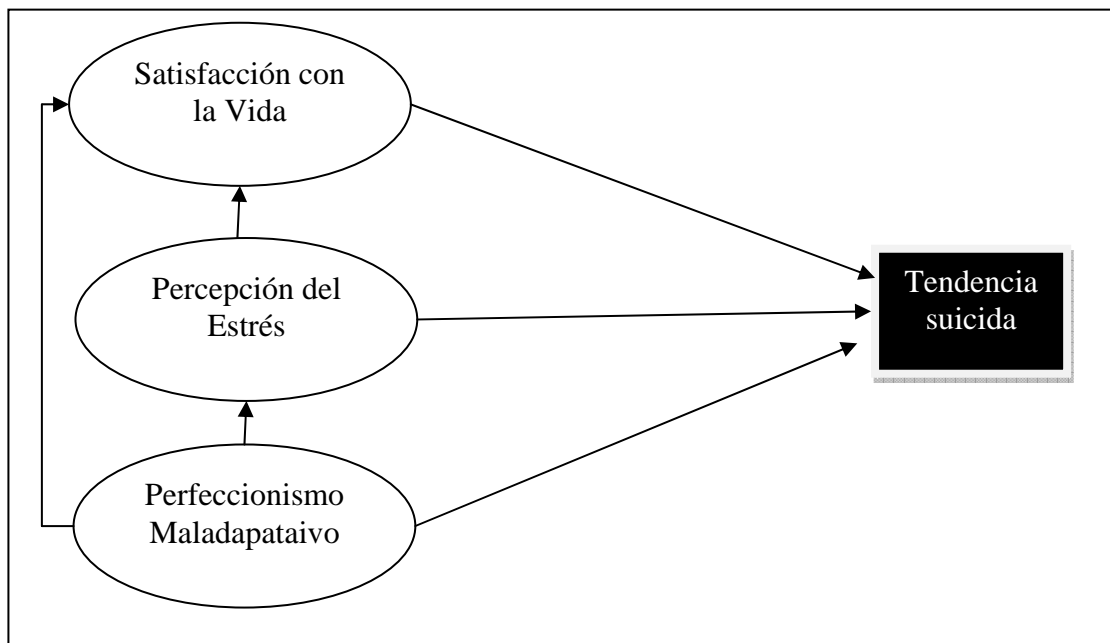 Satisfacción con
la Vida
Percepción del
Estrés
Perfeccionismo
Maladapataivo
Tendencia
suicida